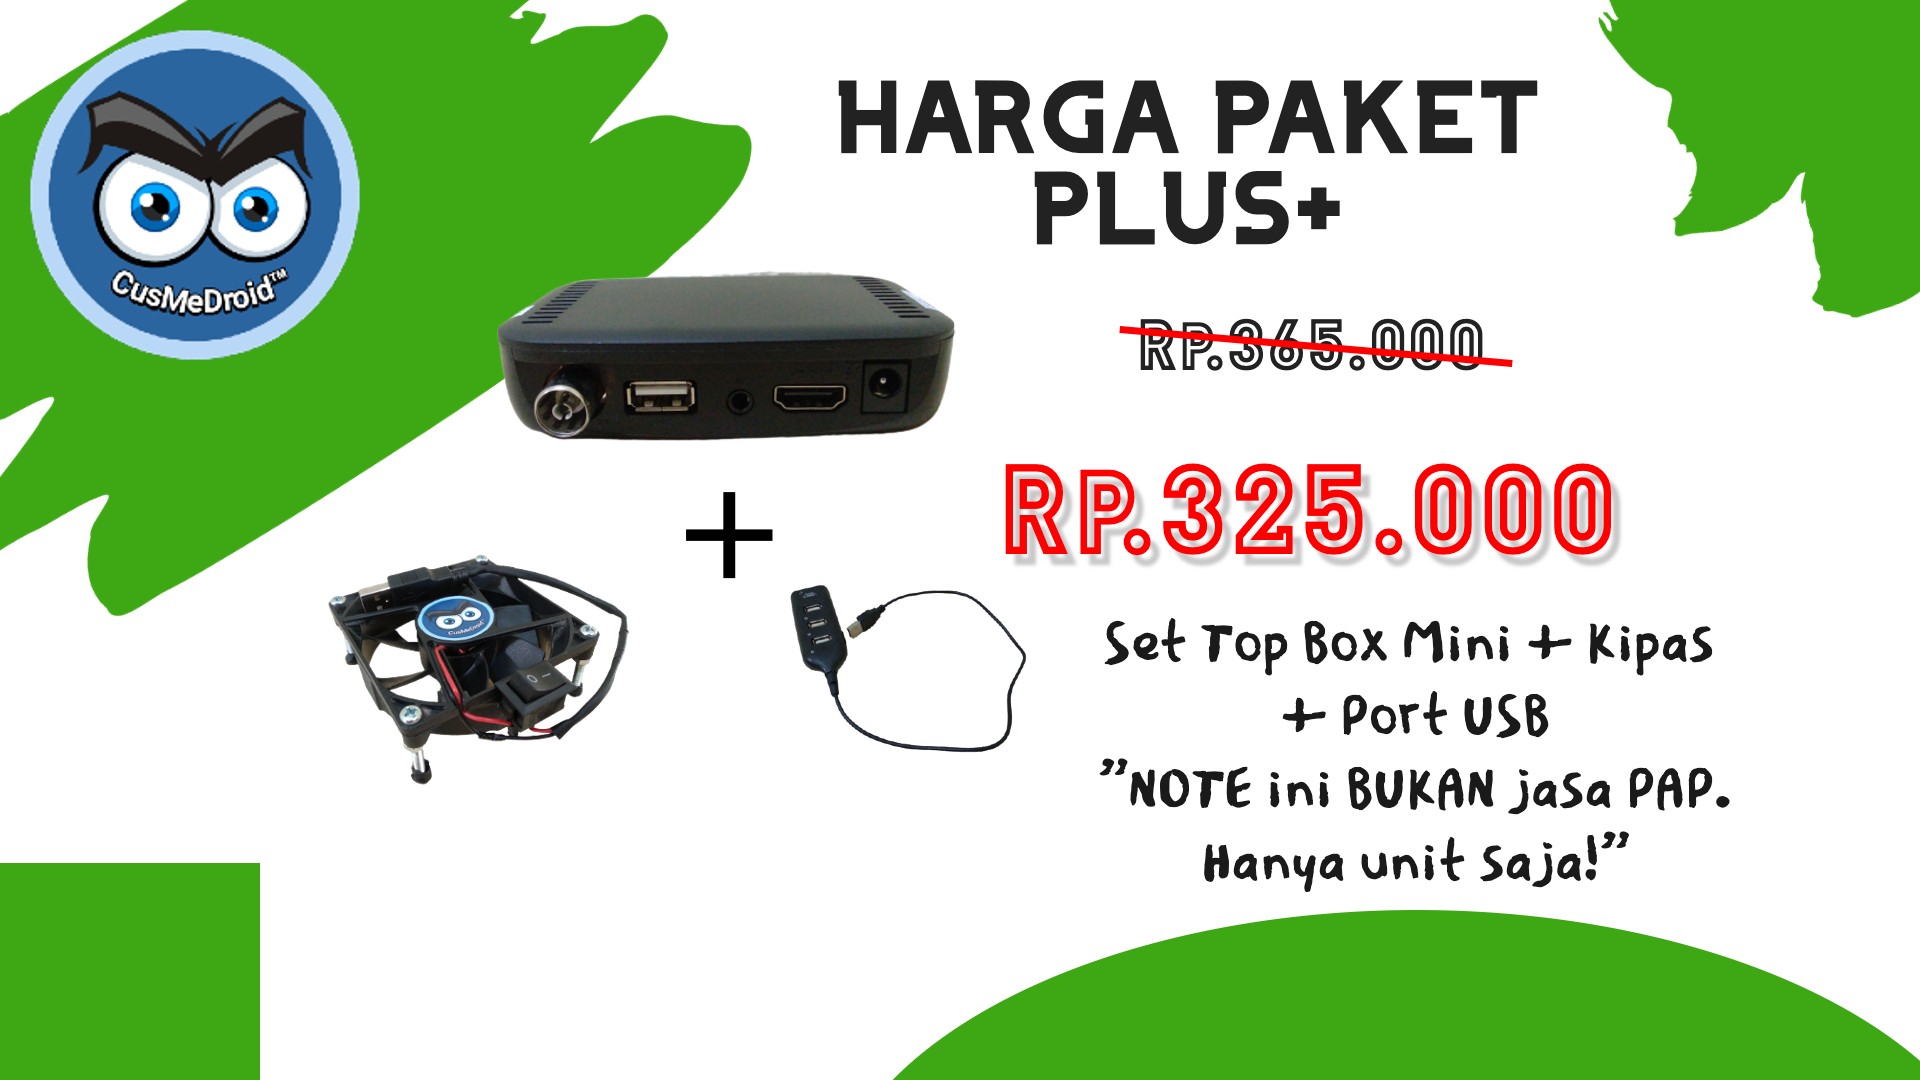 CusMeDroid™
HARGA PAKET
PLUS+
RP.365.000
RP.325.000
Set Top Box Mini + Kipas
+ Port USB
”NOTE ini BUKAN jasa PAP.
Hanya unit saja!”
CusMeDroid